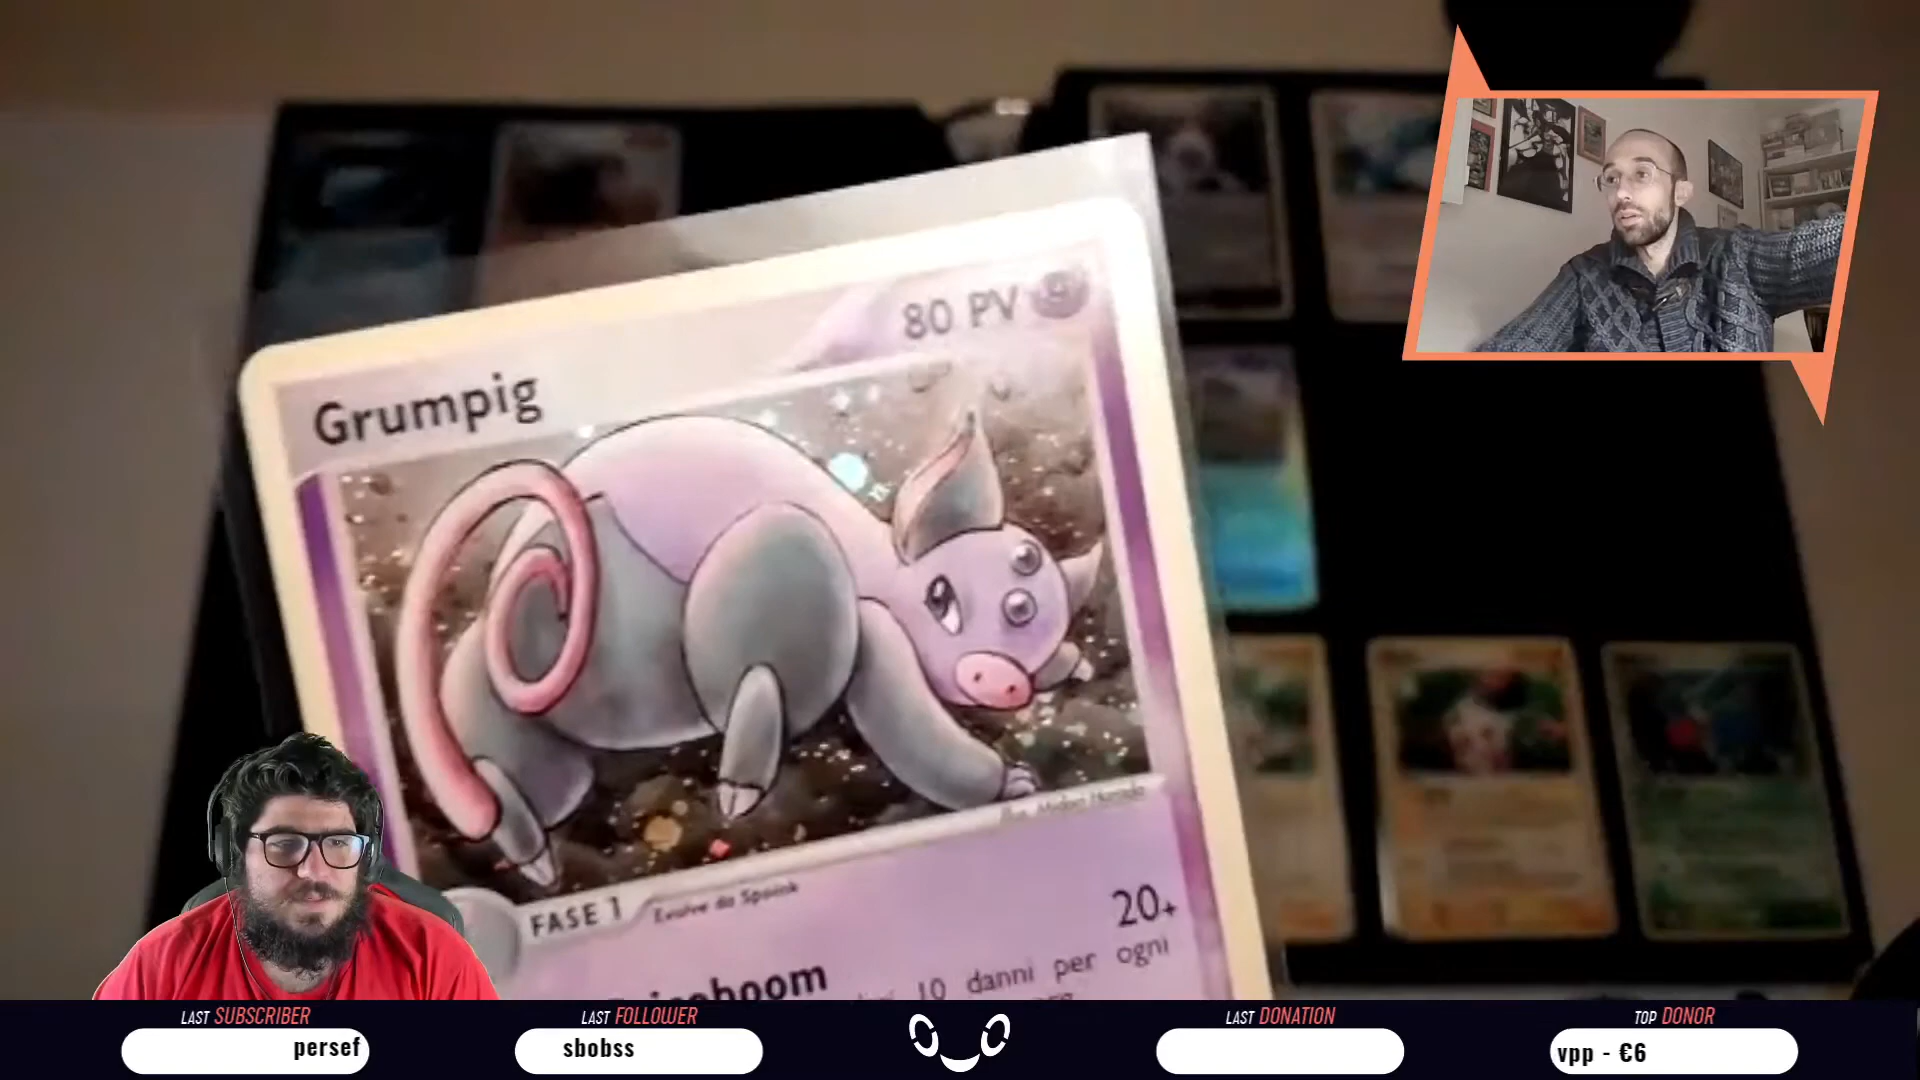 80 PV
Grumpig
FASE 1 Evolve da Spoink
20+
10 danni per ogni
LAST SUBSCRIBER
persef
LAST FOLLOWER
sbobss
LAST DONATION
TOP DONOR
vpp - €6